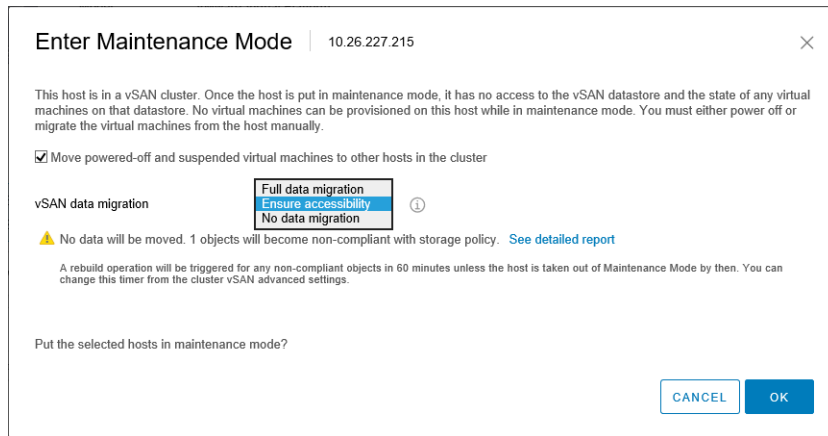 Enter Maintenance Mode 10.26.227.215
This host is in a vSAN cluster. Once the host is put in maintenance mode, it has no access to the vSAN datastore and the state of any virtual
machines on that datastore. No virtual machines can be provisioned on this host while in maintenance mode. You must either power off or
migrate the virtual machines from the host manually.
Move powered-off and suspended virtual machines to other hosts in the cluster
Full data migration
vSAN data migration Ensure accessibility
No data migration
No data will be moved. 1 objects will become non-compliant with storage policy. See detailed report
A rebuild operation will be triggered for any non-compliant objects in 60 minutes unless the host is taken out of Maintenance Mode by then. You can
change this timer from the cluster vSAN advanced settings.
Put the selected hosts in maintenance mode?
CANCEL OK